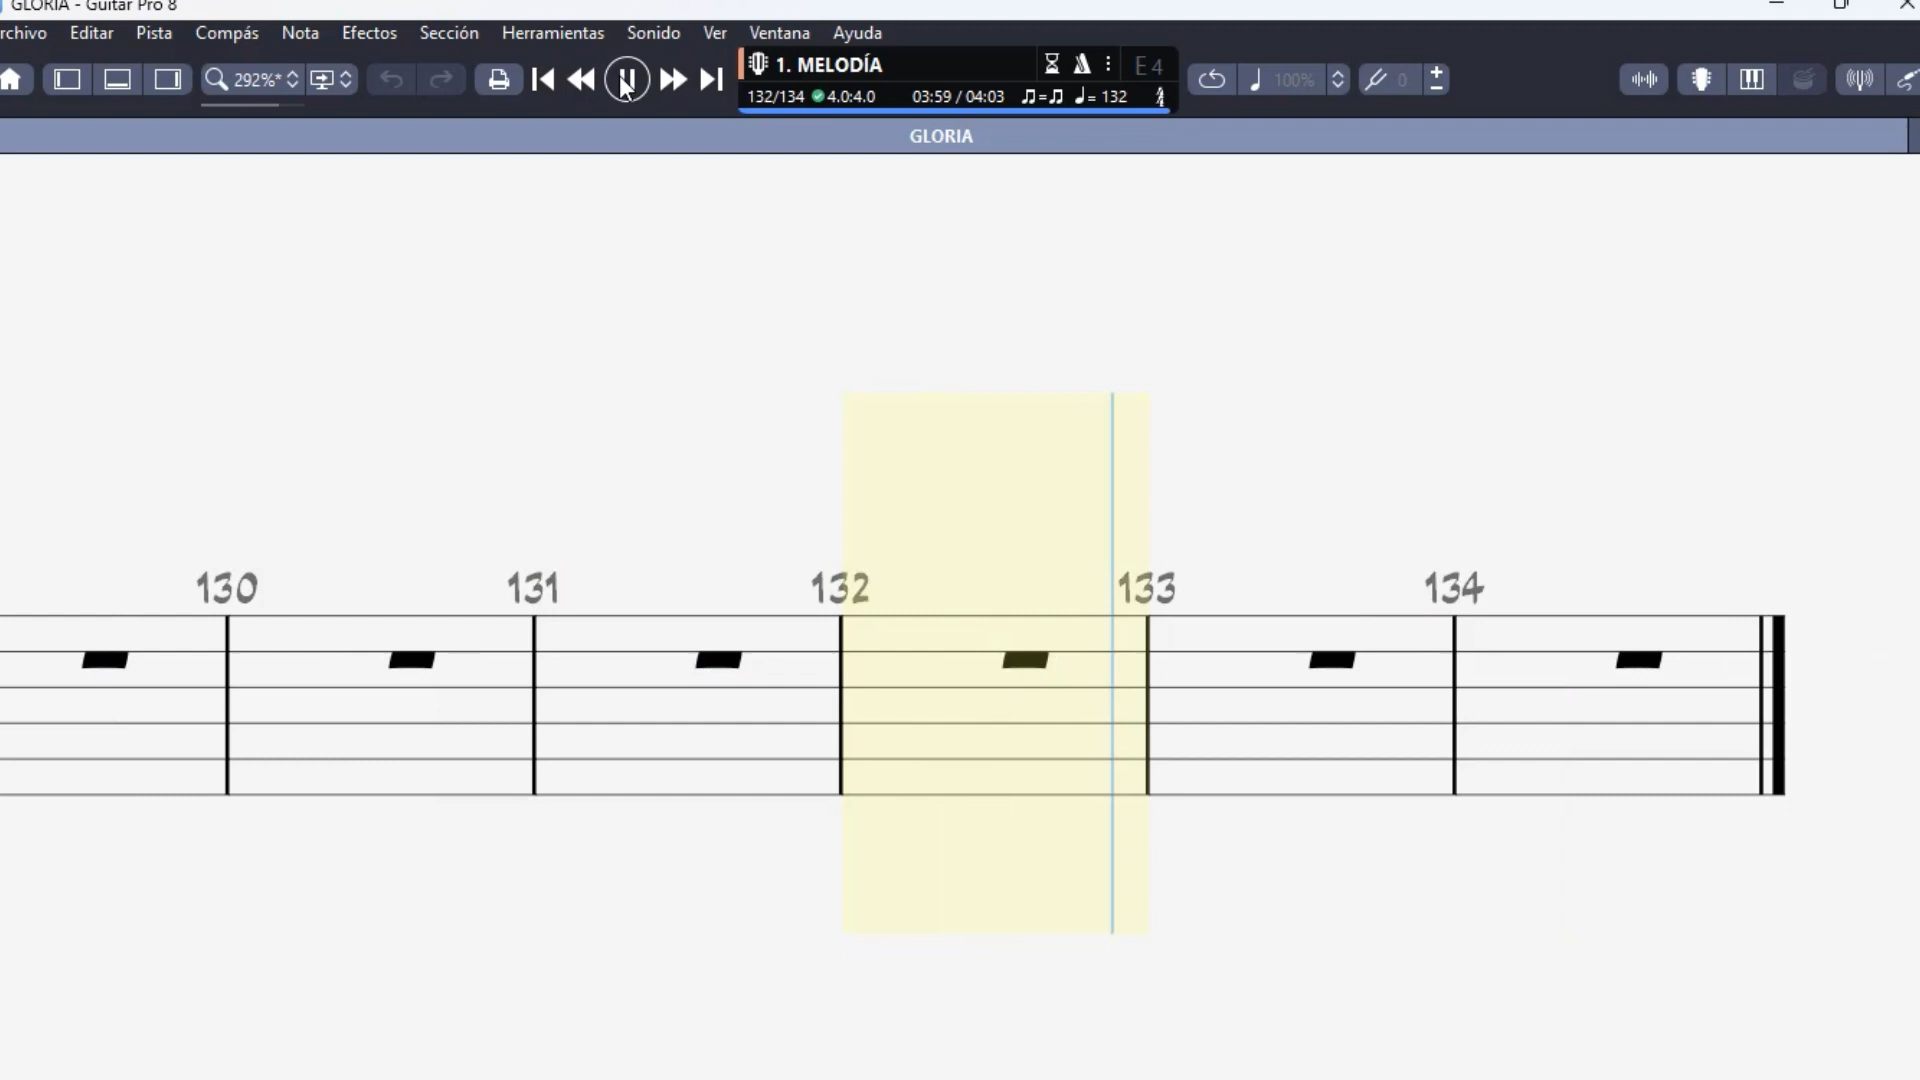 GLORIA - Guitar Pro 8
rchivo Editar Pista Compás Nota Efectos Sección Herramientas Sonido Ver Ventana Ayuda
292%* 1. MELODÍA E4 100% 0
132/134 4.0:4.0 03:59 / 04:03 ♫=♫ ♩= 132
GLORIA
130 131 132 133 134